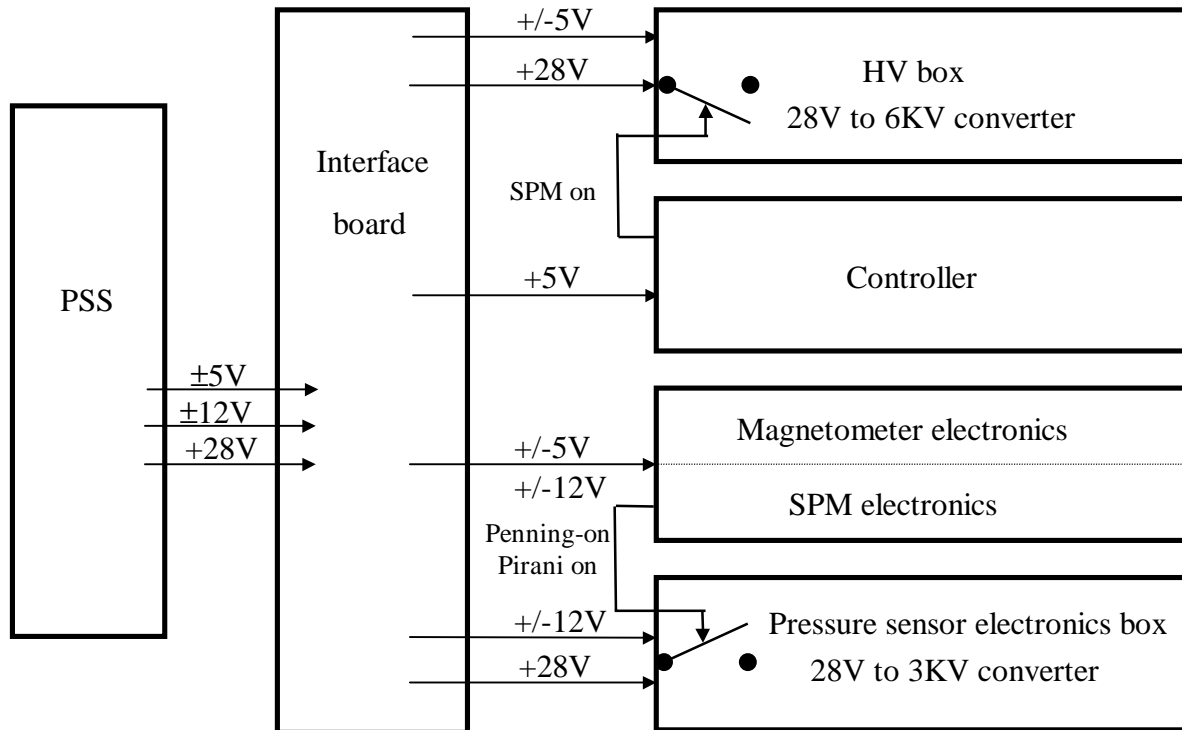 PSS
±5V
±12V
+28V
Interface
board
+/-5V
+28V
SPM on
+5V
+/-5V
+/-12V
Penning-on
Pirani on
+/-12V
+28V
HV box
28V to 6KV converter
Controller
Magnetometer electronics
SPM electronics
Pressure sensor electronics box
28V to 3KV converter